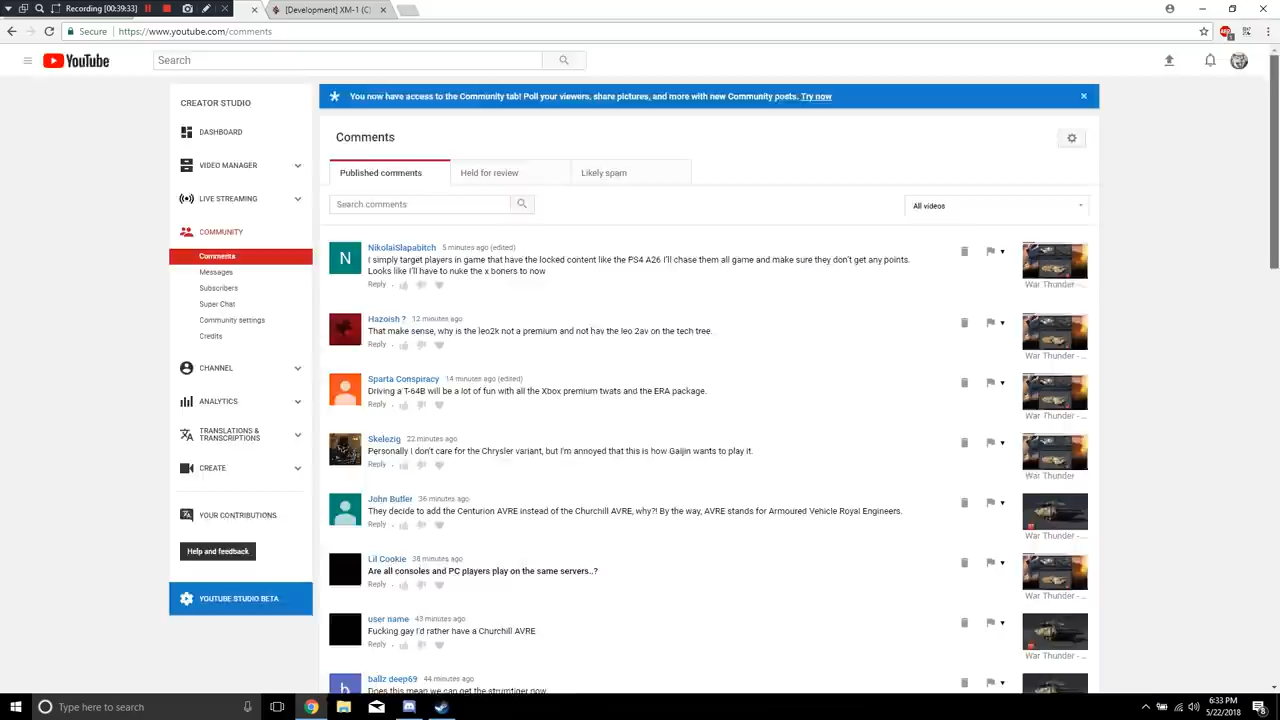 Recording [00:39:33]
[Development] XM-1 (C
Secure https://www.youtube.com/comments
YouTube
Search
CREATOR STUDIO
DASHBOARD
VIDEO MANAGER
LIVE STREAMING
COMMUNITY
Comments
Messages
Subscribers
Super Chat
Community settings
Credits
CHANNEL
ANALYTICS
TRANSLATIONS &
TRANSCRIPTIONS
CREATE
YOUR CONTRIBUTIONS
Help and feedback
YOUTUBE STUDIO BETA
You now have access to the Community tab! Poll your viewers, share pictures, and more with new Community posts. Try now
Comments
Published comments
Held for review
Likely spam
Search comments
All videos
N
NikolaiSlapabitch 5 minutes ago (edited)
I simply target players in game that have the locked content like the PS4 A26 I'll chase them all game and make sure they don't get any points.
Looks like I'll have to nuke the x boners to now
Reply
War Thunder - ...
Hazoish ? 12 minutes ago
That make sense, why is the leo2k not a premium and not hav the leo 2av on the tech tree.
Reply
War Thunder - ...
Sparta Conspiracy 14 minutes ago (edited)
Driving a T-64B will be a lot of fun with all the Xbox premium twats and the ERA package.
Reply
War Thunder - ...
Skelezig 22 minutes ago
Personally I don't care for the Chrysler variant, but I'm annoyed that this is how Gaijin wants to play it.
Reply
War Thunder
John Butler 36 minutes ago
They decide to add the Centurion AVRE instead of the Churchill AVRE, why?! By the way, AVRE stands for Armoured Vehicle Royal Engineers.
Reply
War Thunder - ...
Lil Cookie 38 minutes ago
Are all consoles and PC players play on the same servers..?
Reply
War Thunder - ...
user name 43 minutes ago
Fucking gay I'd rather have a Churchill AVRE
Reply
War Thunder - ...
b
ballz deep69 44 minutes ago
Does this mean we can get the strumtiger now
Type here to search
6:33 PM
5/22/2018